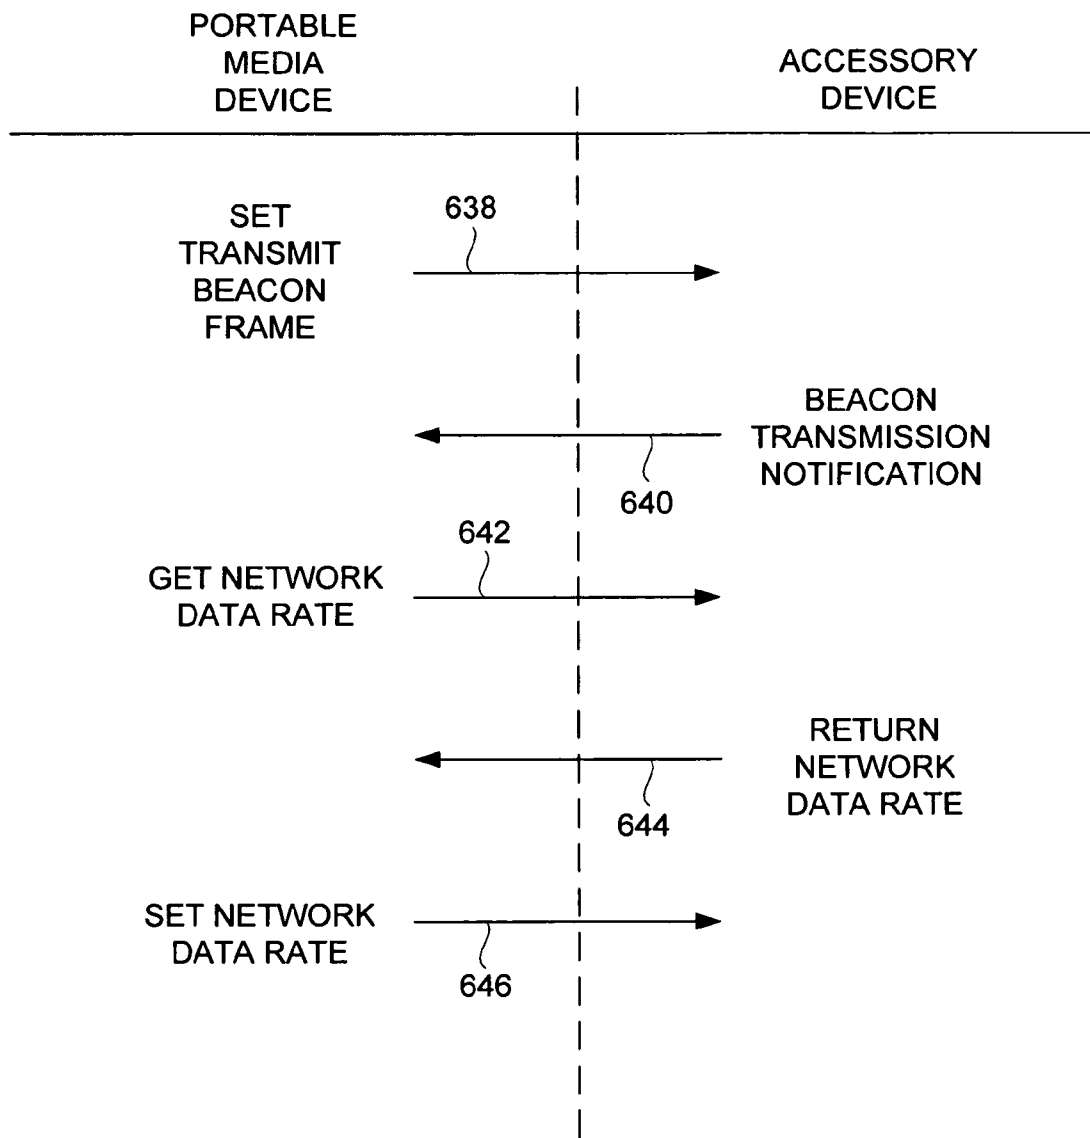 PORTABLE
MEDIA
DEVICE
ACCESSORY
DEVICE
638
SET
TRANSMIT
BEACON
FRAME
BEACON
TRANSMISSION
NOTIFICATION
640
642
GET NETWORK
DATA RATE
RETURN
NETWORK
DATA RATE
644
SET NETWORK
DATA RATE
646